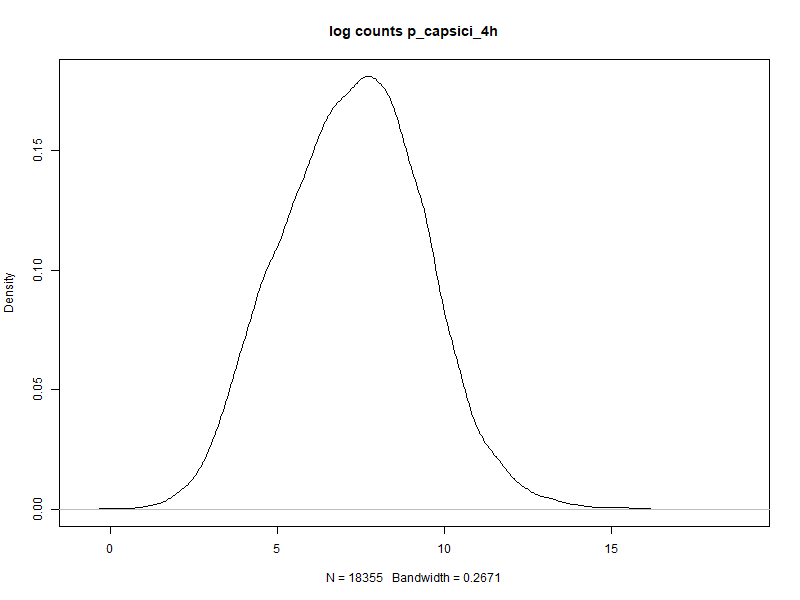 log counts p_capsici_4h
Density
0.15
0.10
0.05
0.00
0 5 10 15
N = 18355 Bandwidth = 0.2671